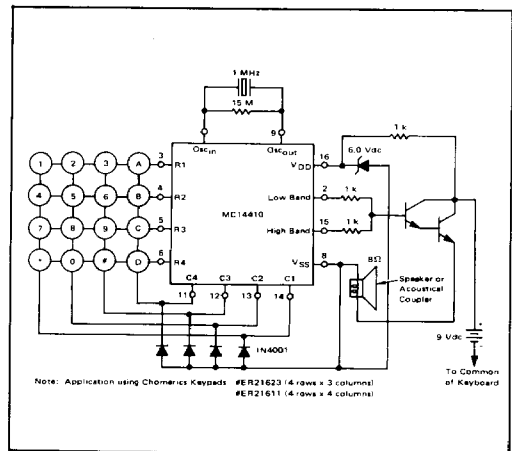 1 MHz
15 M
9
Osc in
Osc out
1 k
16
VDD
6.0 Vdc
1 2 3 A
3
R1
4 5 6 B
4
R2
7 8 9 C
5
R3
* 0 # D
6
R4
MC14410
Low Band
2
1 k
High Band
15
1 k
VSS
8
8Ω
Speaker or
Acoustical
Coupler
C4 C3 C2 C1
11 12 13 14
1N4001
9 Vdc
To Common
of Keyboard
Note: Application using Chomerics Keypads #ER21623 (4 rows x 3 columns)
#ER21611 (4 rows x 4 columns)